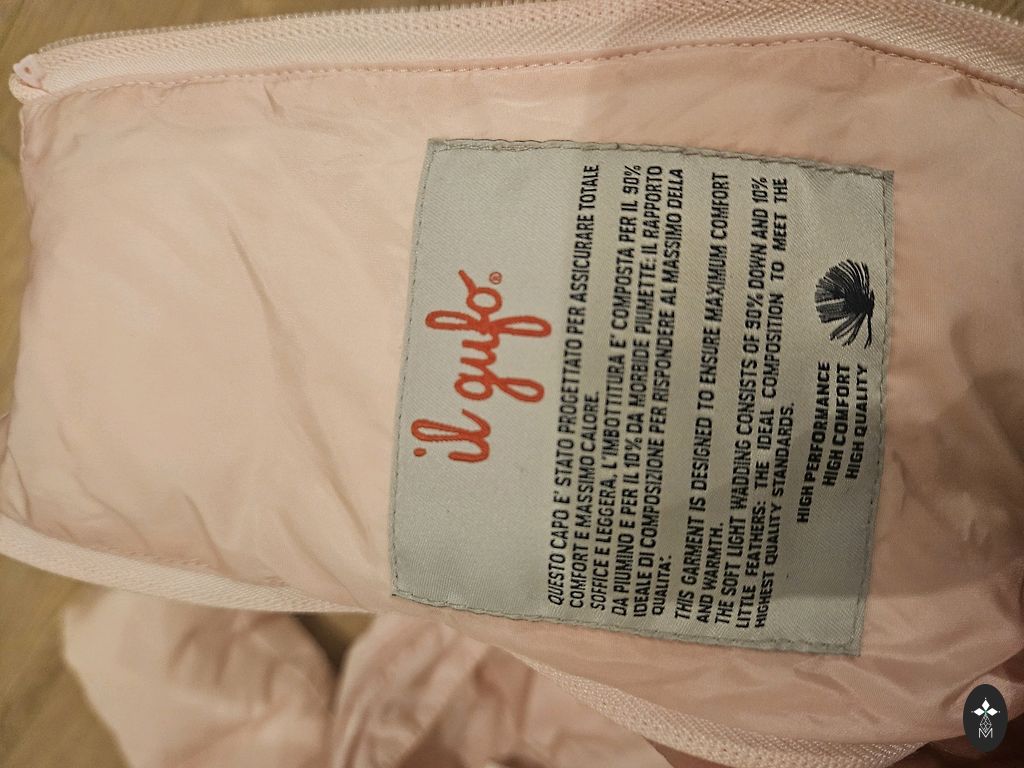 il gufo®
QUESTO CAPO E' STATO PROGETTATO PER ASSICURARE TOTALE
COMFORT E MASSIMO CALORE.
SOFFICE E LEGGERA, L'IMBOTTITURA E' COMPOSTA PER IL 90%
DA PIUMINO E PER IL 10% DA MORBIDE PIUMETTE: IL RAPPORTO
IDEALE DI COMPOSIZIONE PER RISPONDERE AL MASSIMO DELLA
QUALITA'.
THIS GARMENT IS DESIGNED TO ENSURE MAXIMUM COMFORT
AND WARMTH.
THE SOFT LIGHT WADDING CONSISTS OF 90% DOWN AND 10%
LITTLE FEATHERS: THE IDEAL COMPOSITION TO MEET THE
HIGHEST QUALITY STANDARDS.
HIGH PERFORMANCE
HIGH COMFORT
HIGH QUALITY
M